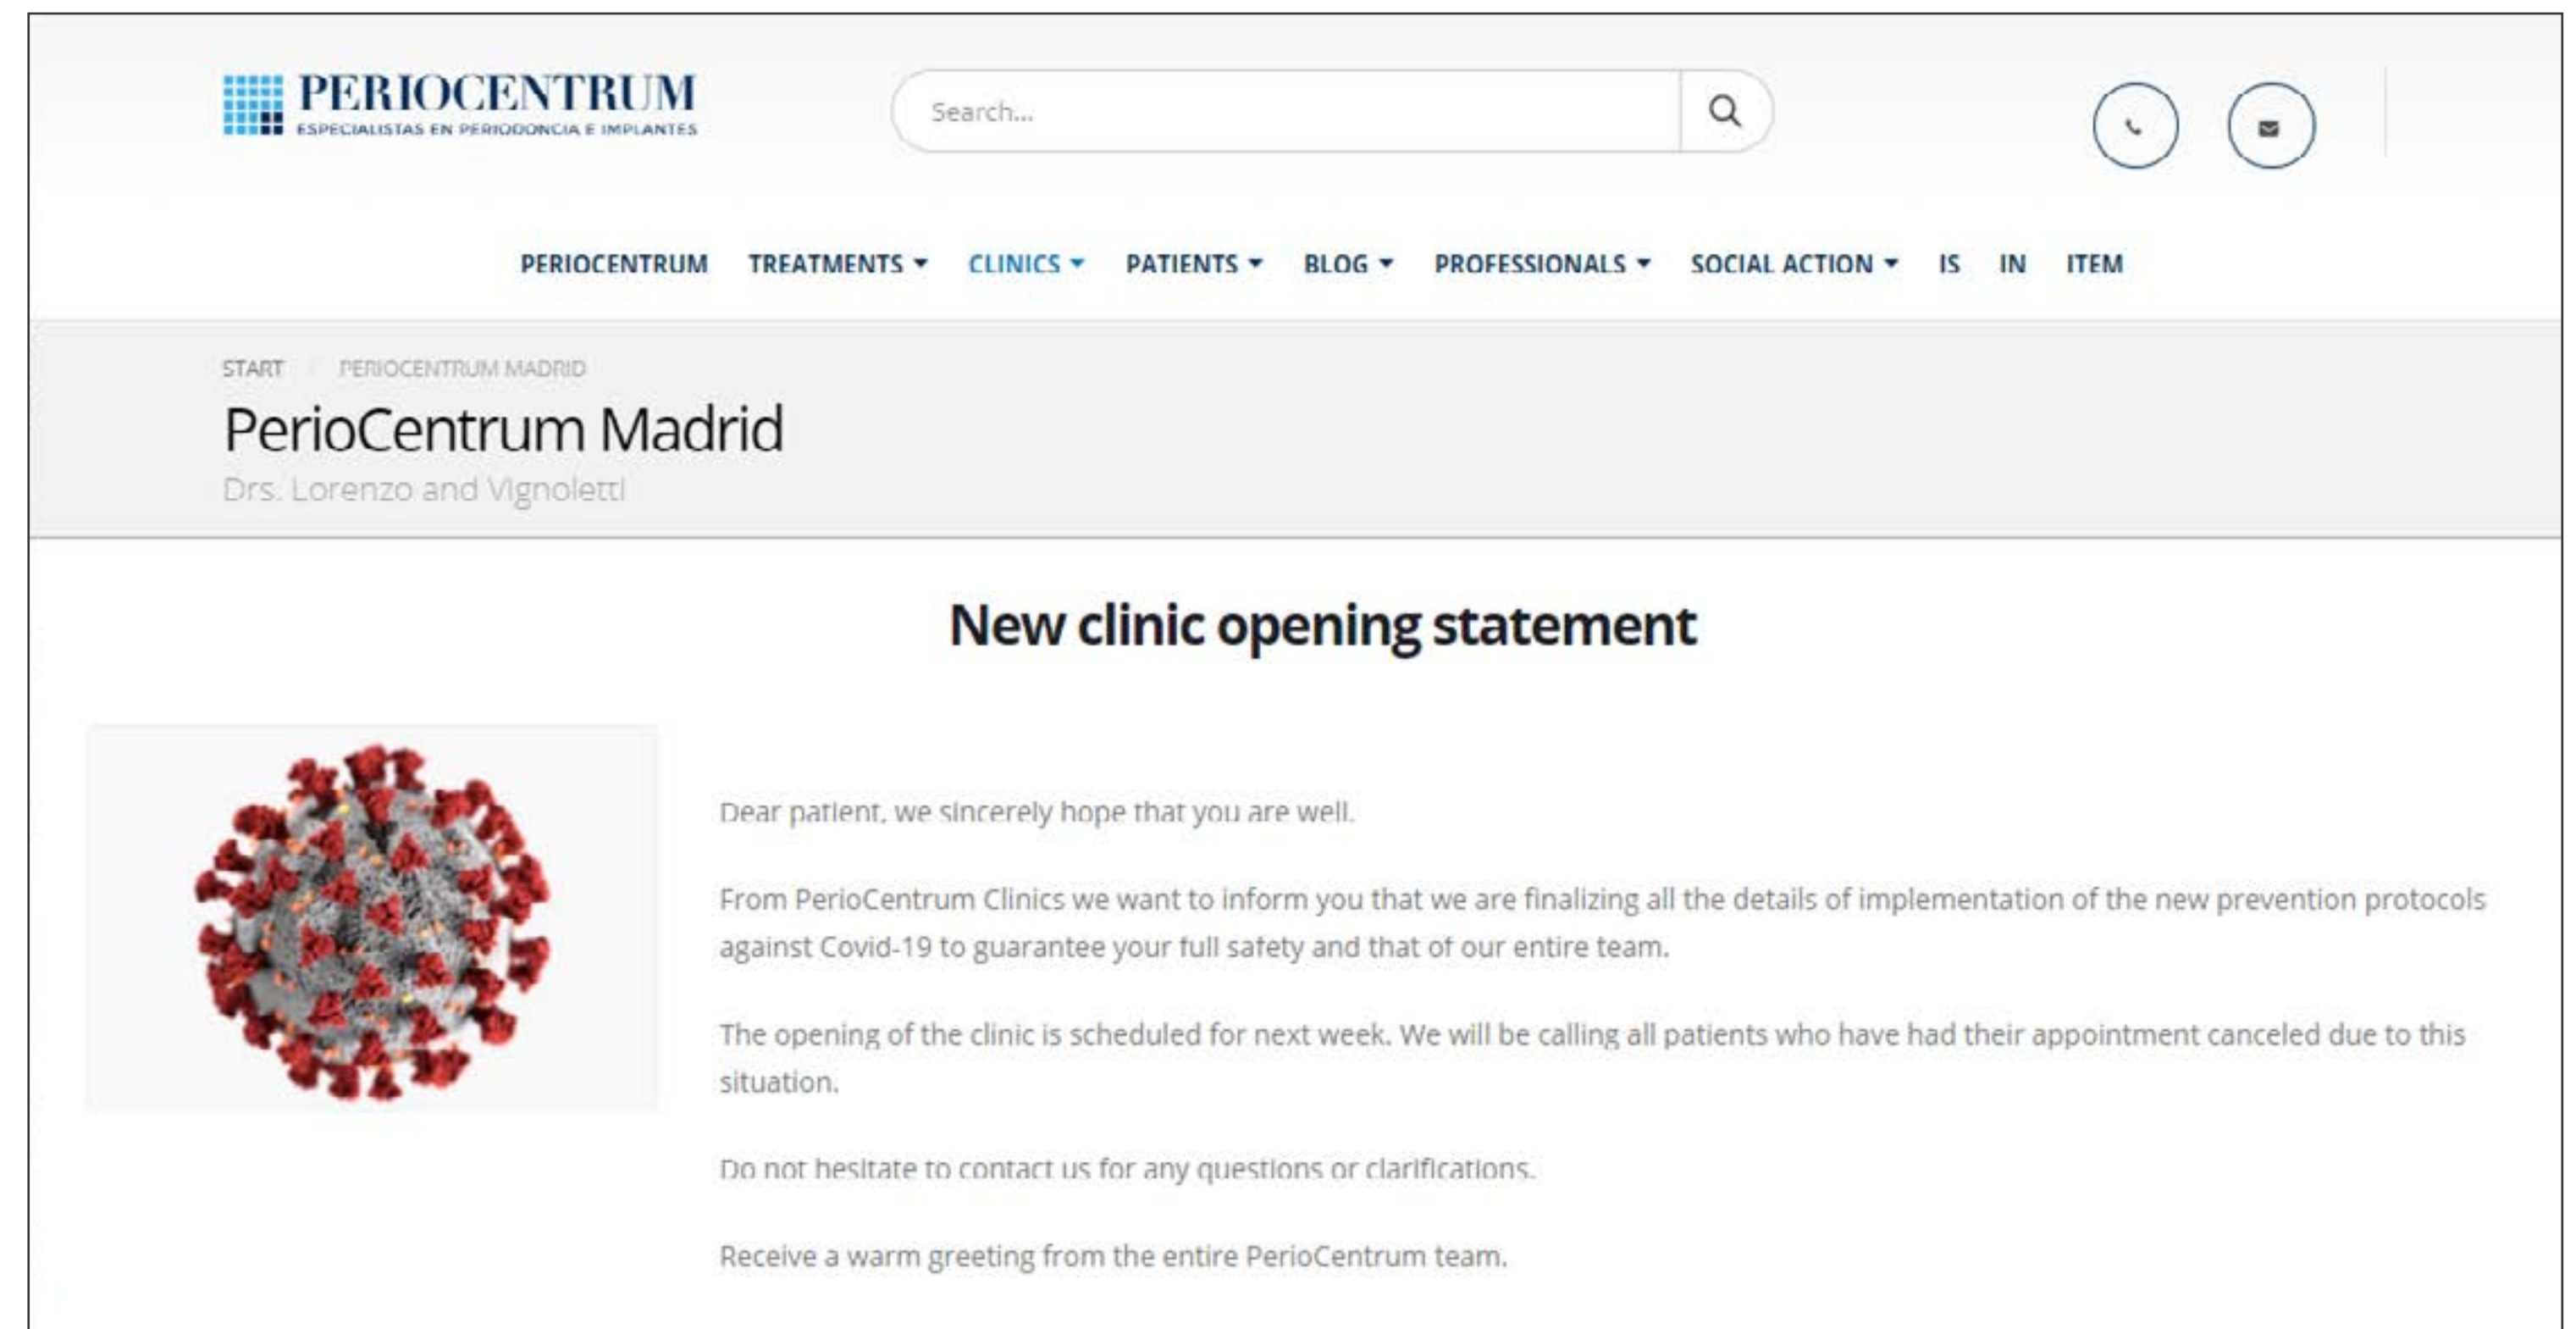 PERIOCENTRUM
ESPECIALISTAS EN PERIODONCIA E IMPLANTES
Search...
PERIOCENTRUM TREATMENTS CLINICS PATIENTS BLOG PROFESSIONALS SOCIAL ACTION IS IN ITEM
START / PERIOCENTRUM MADRID
PerioCentrum Madrid
Drs. Lorenzo and Vignoletti
New clinic opening statement
Dear patient, we sincerely hope that you are well.
From PerioCentrum Clinics we want to inform you that we are finalizing all the details of implementation of the new prevention protocols
against Covid-19 to guarantee your full safety and that of our entire team.
The opening of the clinic is scheduled for next week. We will be calling all patients who have had their appointment canceled due to this
situation.
Do not hesitate to contact us for any questions or clarifications.
Receive a warm greeting from the entire PerioCentrum team.